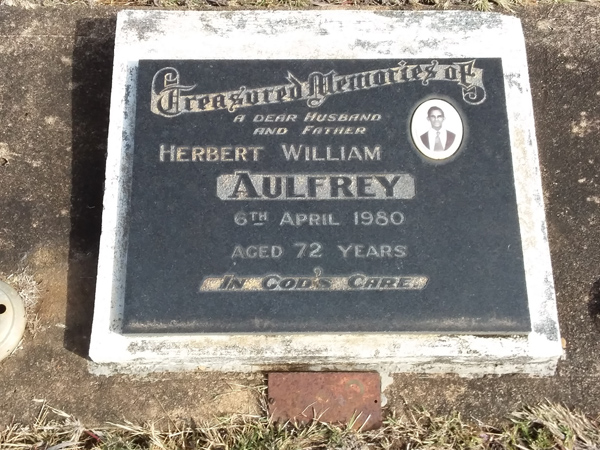 Treasured Memories of
A DEAR HUSBAND
AND FATHER
HERBERT WILLIAM
AULFREY
6TH APRIL 1980
AGED 72 YEARS
IN GOD'S CARE